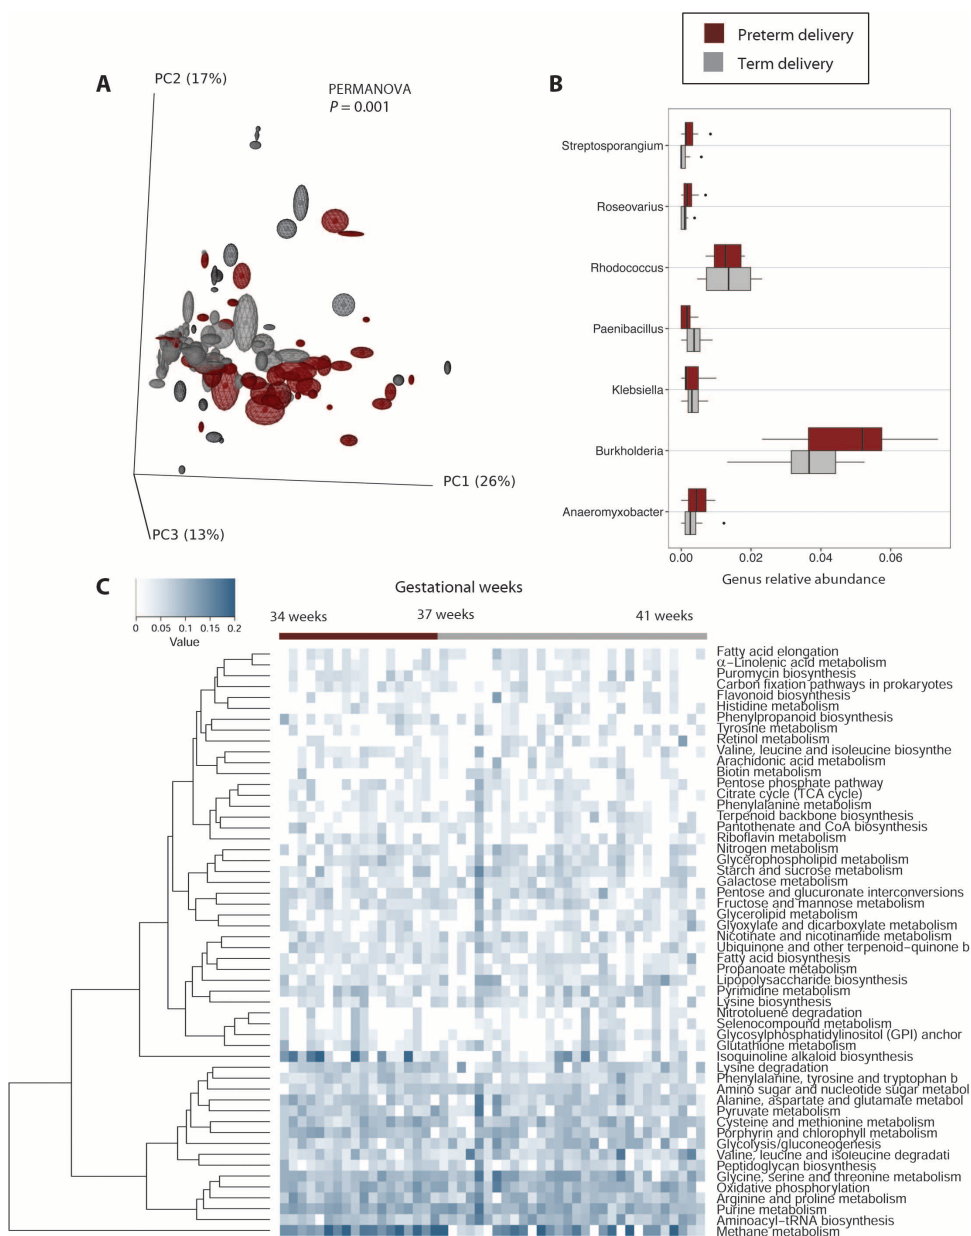 Preterm delivery
Term delivery
A
PC2 (17%)
PERMANOVA
P = 0.001
PC1 (26%)
PC3 (13%)
B
Streptosporangium
Roseovarius
Rhodococcus
Paenibacillus
Klebsiella
Burkholderia
Anaeromyxobacter
0.00 0.02 0.04 0.06
Genus relative abundance
C
0 0.05 0.1 0.15 0.2
Value
Gestational weeks
34 weeks 37 weeks 41 weeks
Fatty acid elongation
α-Linolenic acid metabolism
Puromycin biosynthesis
Carbon fixation pathways in prokaryotes
Flavonoid biosynthesis
Histidine metabolism
Phenylpropanoid biosynthesis
Tyrosine metabolism
Retinol metabolism
Valine, leucine and isoleucine biosynthe
Arachidonic acid metabolism
Biotin metabolism
Pentose phosphate pathway
Citrate cycle (TCA cycle)
Phenylalanine metabolism
Terpenoid backbone biosynthesis
Pantothenate and CoA biosynthesis
Riboflavin metabolism
Nitrogen metabolism
Glycerophospholipid metabolism
Starch and sucrose metabolism
Galactose metabolism
Pentose and glucuronate interconversions
Fructose and mannose metabolism
Glycerolipid metabolism
Glyoxylate and dicarboxylate metabolism
Nicotinate and nicotinamide metabolism
Ubiquinone and other terpenoid-quinone b
Fatty acid biosynthesis
Propanoate metabolism
Lipopolysaccharide biosynthesis
Pyrimidine metabolism
Lysine biosynthesis
Nitrotoluene degradation
Selenocompound metabolism
Glycosylphosphatidylinositol (GPI) anchor
Glutathione metabolism
Isoquinoline alkaloid biosynthesis
Lysine degradation
Phenylalanine, tyrosine and tryptophan b
Amino sugar and nucleotide sugar metabol
Alanine, aspartate and glutamate metabol
Pyruvate metabolism
Cysteine and methionine metabolism
Porphyrin and chlorophyll metabolism
Glycolysis/gluconeogenesis
Valine, leucine and isoleucine degradati
Peptidoglycan biosynthesis
Glycine, serine and threonine metabolism
Oxidative phosphorylation
Arginine and proline metabolism
Purine metabolism
Aminoacyl-tRNA biosynthesis
Methane metabolism